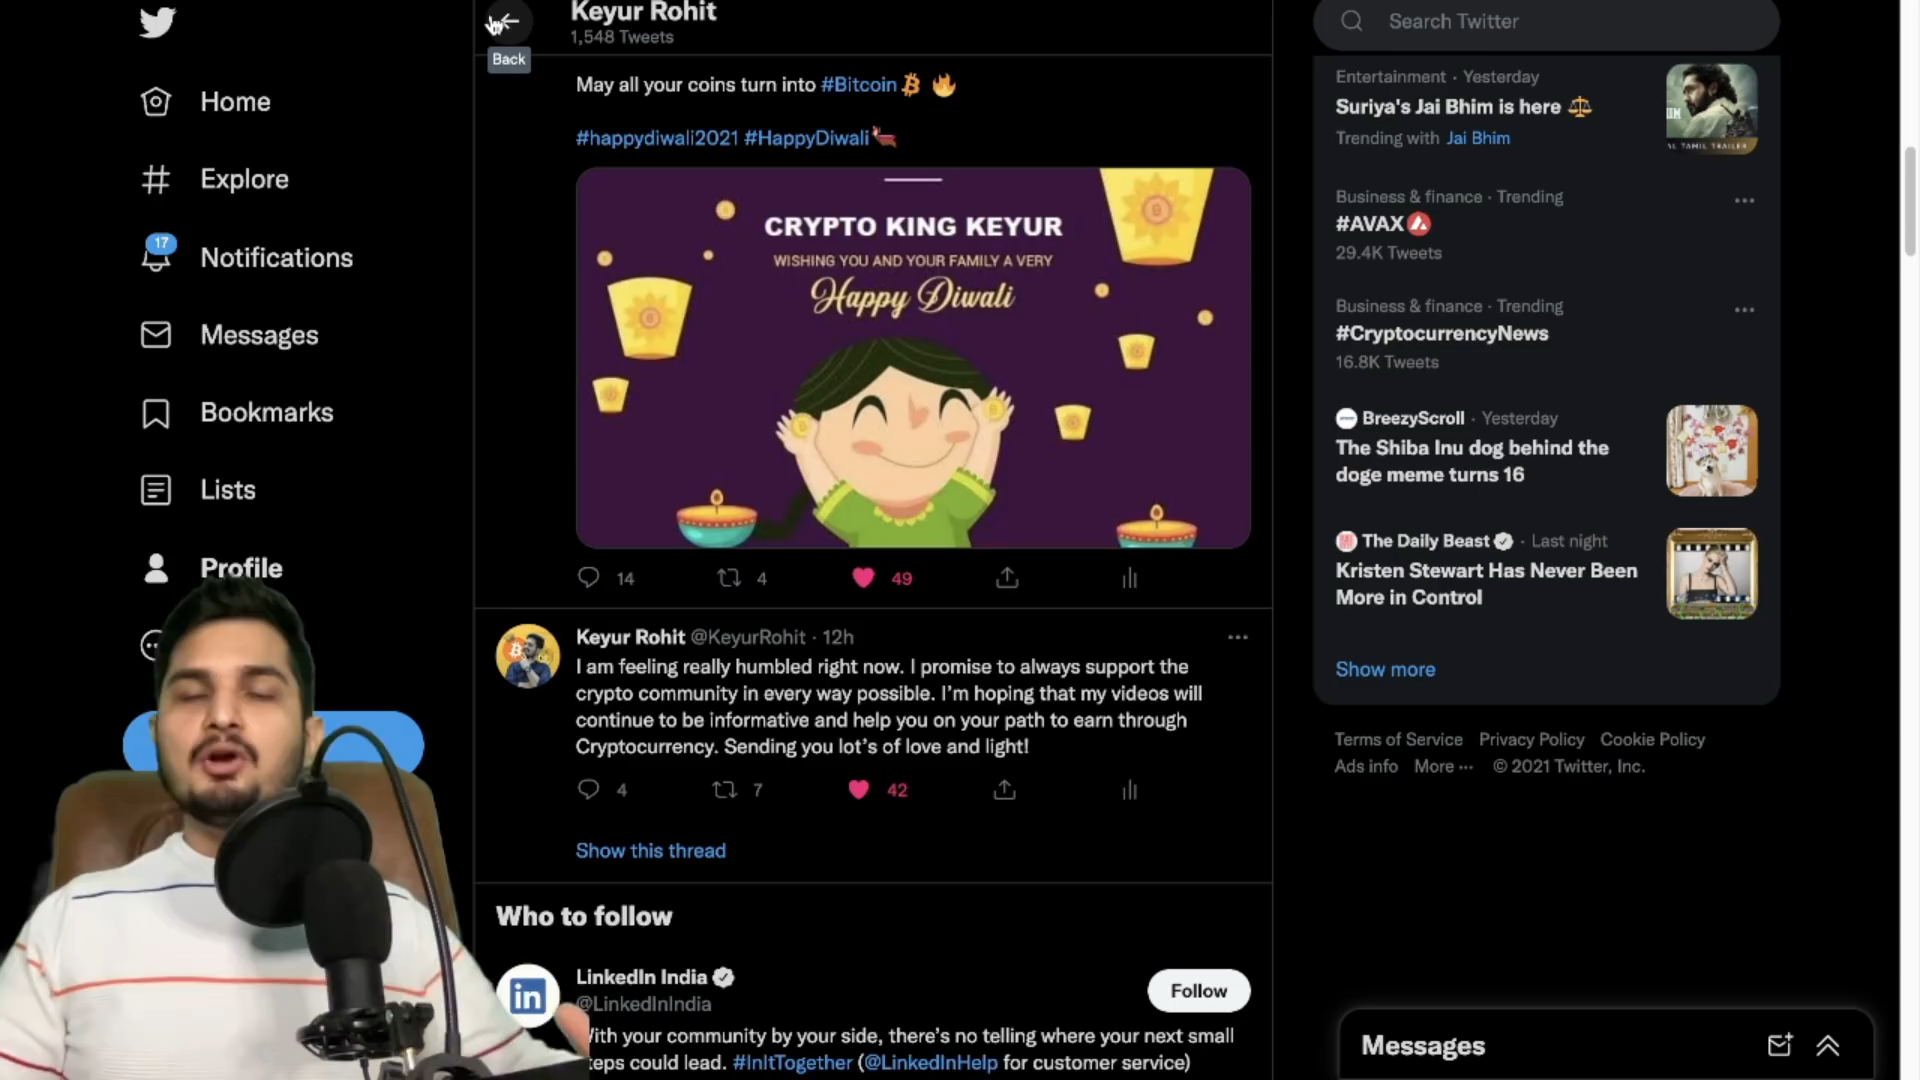 Keyur Rohit
1,548 Tweets
Back
Home
Explore
17
Notifications
Messages
Bookmarks
Lists
Profile
May all your coins turn into #Bitcoin
#happydiwali2021 #HappyDiwali
CRYPTO KING KEYUR
WISHING YOU AND YOUR FAMILY A VERY
Happy Diwali
14
4
49
Keyur Rohit @KeyurRohit · 12h
I am feeling really humbled right now. I promise to always support the
crypto community in every way possible. I'm hoping that my videos will
continue to be informative and help you on your path to earn through
Cryptocurrency. Sending you lot's of love and light!
4
7
42
Show this thread
Who to follow
in
LinkedIn India
@LinkedInIndia
Follow
With your community by your side, there's no telling where your next small
teps could lead. #InItTogether (@LinkedInHelp for customer service)
Search Twitter
Entertainment · Yesterday
Suriya's Jai Bhim is here
Trending with Jai Bhim
AL TAMIL TRAILER
Business & finance · Trending
#AVAX
29.4K Tweets
Business & finance · Trending
#CryptocurrencyNews
16.8K Tweets
BreezyScroll · Yesterday
The Shiba Inu dog behind the
doge meme turns 16
The Daily Beast · Last night
Kristen Stewart Has Never Been
More in Control
Show more
Terms of Service Privacy Policy Cookie Policy
Ads info More ··· © 2021 Twitter, Inc.
Messages